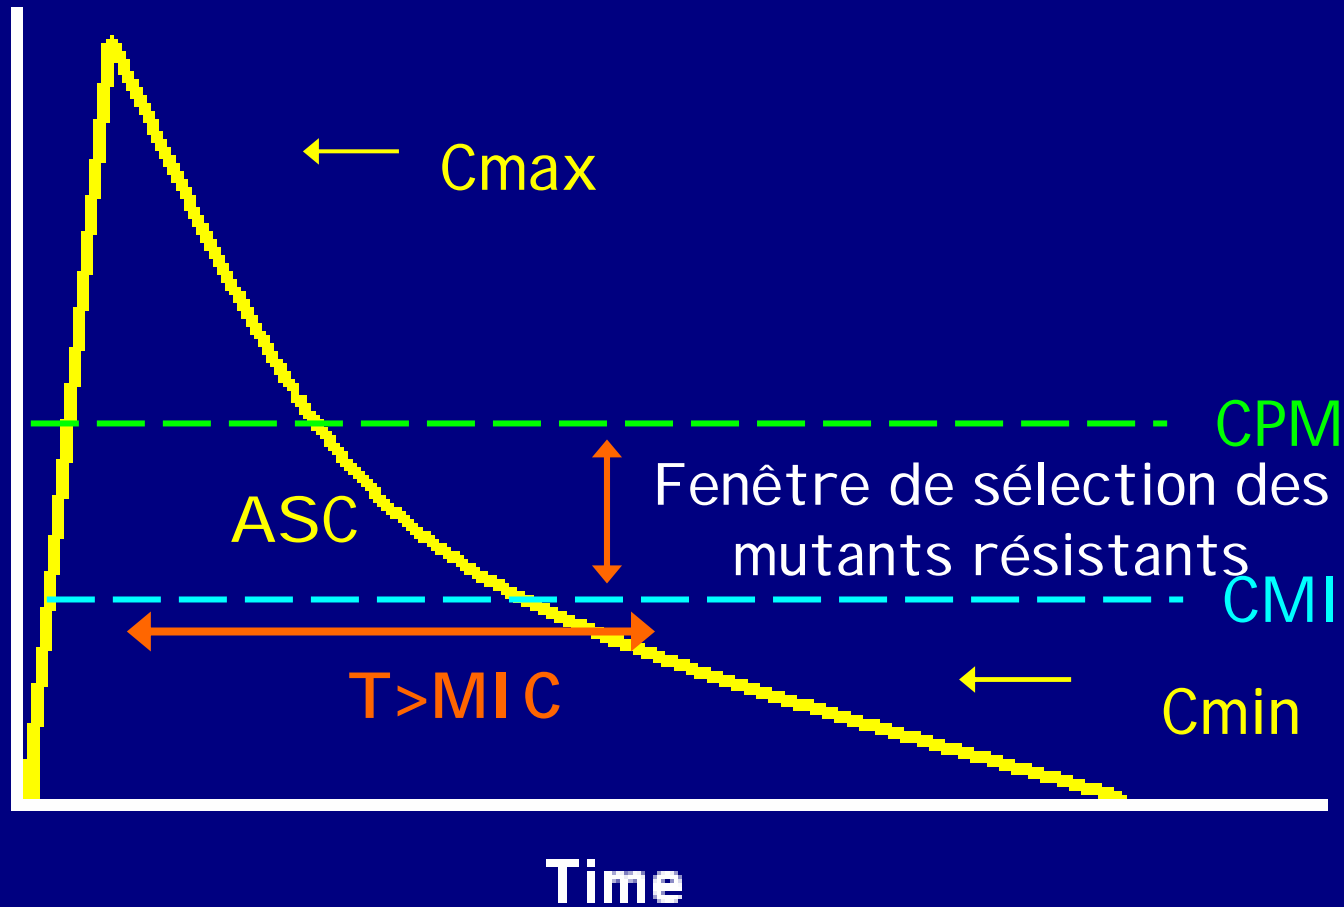 Cmax
CPM
Fenêtre de sélection des
ASC
mutants résistants
CMI
T>MIC
Cmin
Time